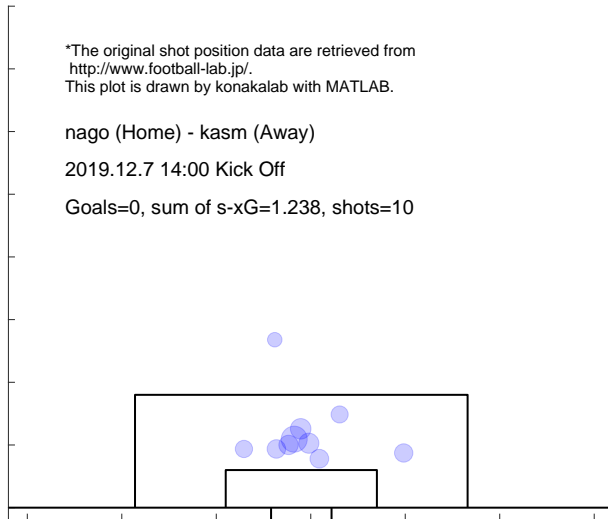 *The original shot position data are retrieved from
http://www.football-lab.jp/.
This plot is drawn by konakalab with MATLAB.
nago (Home) - kasm (Away)
2019.12.7 14:00 Kick Off
Goals=0, sum of s-xG=1.238, shots=10